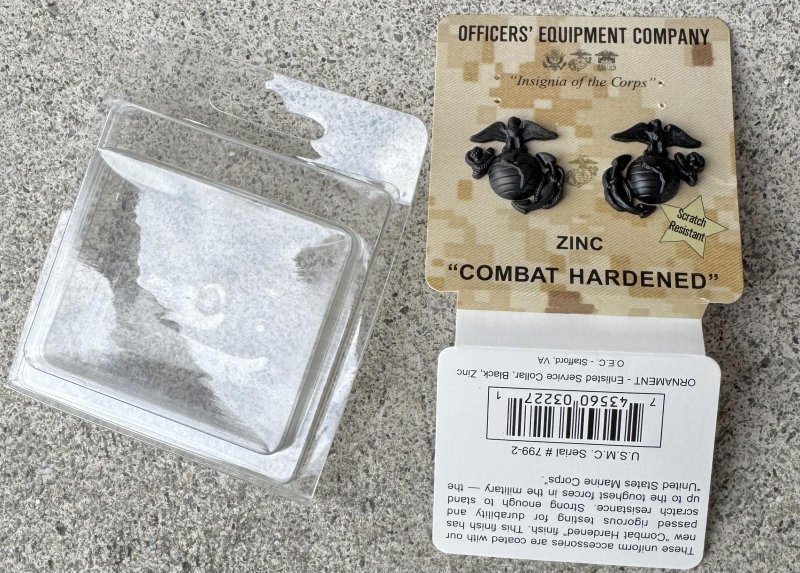 OFFICERS' EQUIPMENT COMPANY
"Insignia of the Corps"
Scratch
Resistant
ZINC
"COMBAT HARDENED"
These uniform accessories are coated with our
new "Combat Hardened" finish. This finish has
passed rigorous testing for durability and
scratch resistance. Strong enough to stand
up to the toughest forces in the military — the
"United States Marine Corps".
U.S.M.C. Serial # 799-2
7 43560 03227 1
ORNAMENT - Enlisted Service Collar, Black, Zinc
O.E.C. - Stafford, VA